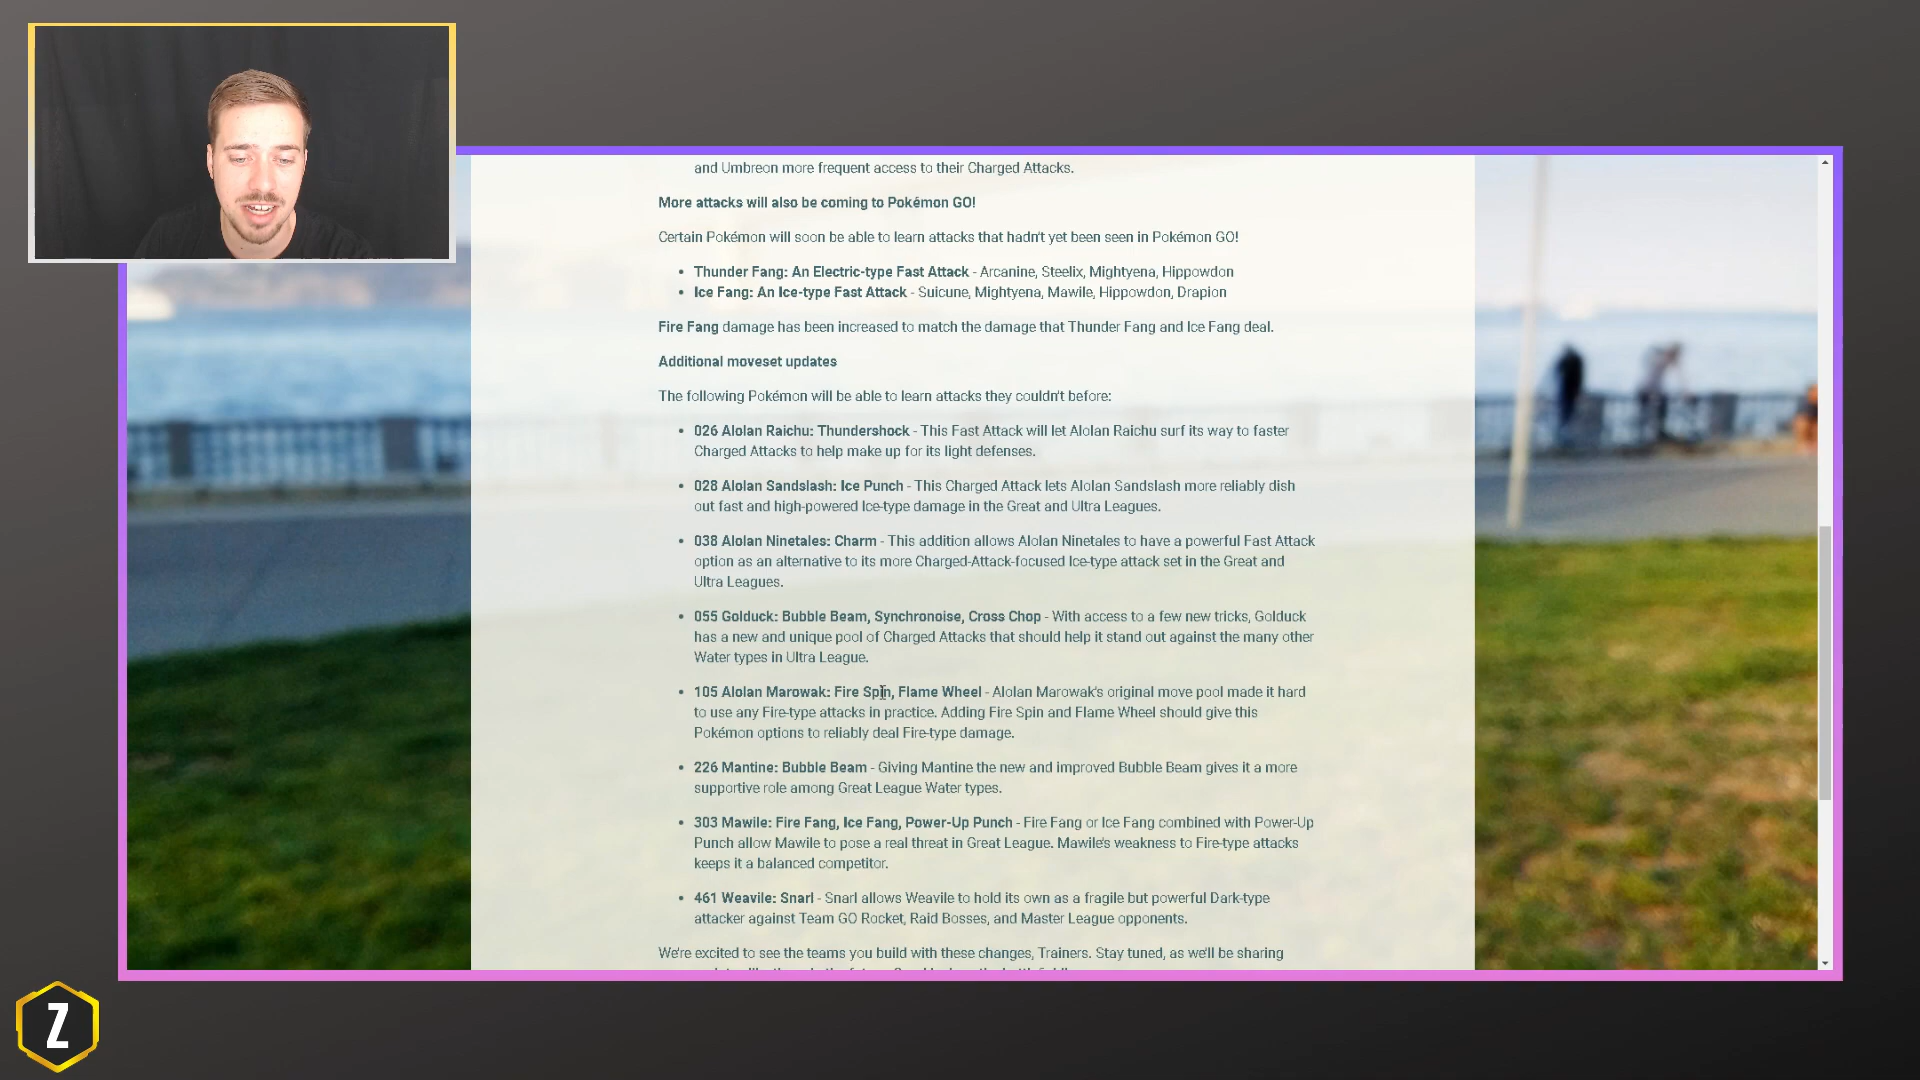 and Umbreon more frequent access to their Charged Attacks.
More attacks will also be coming to Pokémon GO!
Certain Pokémon will soon be able to learn attacks that hadn't yet been seen in Pokémon GO!
• Thunder Fang: An Electric-type Fast Attack - Arcanine, Steelix, Mightyena, Hippowdon
• Ice Fang: An Ice-type Fast Attack - Suicune, Mightyena, Mawile, Hippowdon, Drapion
Fire Fang damage has been increased to match the damage that Thunder Fang and Ice Fang deal.
Additional moveset updates
The following Pokémon will be able to learn attacks they couldn't before:
• 026 Alolan Raichu: Thundershock - This Fast Attack will let Alolan Raichu surf its way to faster
Charged Attacks to help make up for its light defenses.
• 028 Alolan Sandslash: Ice Punch - This Charged Attack lets Alolan Sandslash more reliably dish
out fast and high-powered Ice-type damage in the Great and Ultra Leagues.
• 038 Alolan Ninetales: Charm - This addition allows Alolan Ninetales to have a powerful Fast Attack
option as an alternative to its more Charged-Attack-focused Ice-type attack set in the Great and
Ultra Leagues.
• 055 Golduck: Bubble Beam, Synchronoise, Cross Chop - With access to a few new tricks, Golduck
has a new and unique pool of Charged Attacks that should help it stand out against the many other
Water types in Ultra League.
• 105 Alolan Marowak: Fire Spin, Flame Wheel - Alolan Marowak's original move pool made it hard
to use any Fire-type attacks in practice. Adding Fire Spin and Flame Wheel should give this
Pokémon options to reliably deal Fire-type damage.
• 226 Mantine: Bubble Beam - Giving Mantine the new and improved Bubble Beam gives it a more
supportive role among Great League Water types.
• 303 Mawile: Fire Fang, Ice Fang, Power-Up Punch - Fire Fang or Ice Fang combined with Power-Up
Punch allow Mawile to pose a real threat in Great League. Mawile's weakness to Fire-type attacks
keeps it a balanced competitor.
• 461 Weavile: Snarl - Snarl allows Weavile to hold its own as a fragile but powerful Dark-type
attacker against Team GO Rocket, Raid Bosses, and Master League opponents.
We're excited to see the teams you build with these changes, Trainers. Stay tuned, as we'll be sharing
Z